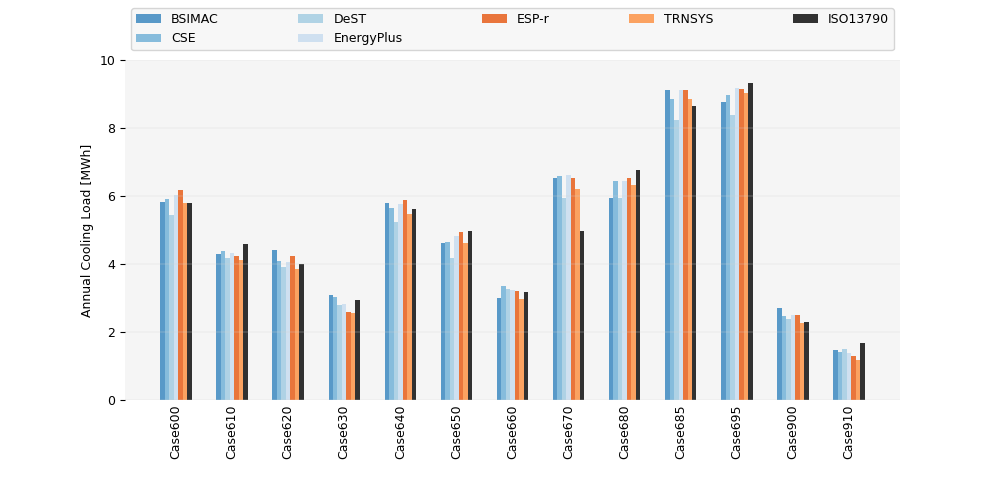 BSIMAC DeST ESP-r TRNSYS ISO13790
CSE EnergyPlus
Annual Cooling Load [MWh]
10
8
6
4
2
0
Case600 Case610 Case620 Case630 Case640 Case650 Case660 Case670 Case680 Case685 Case695 Case900 Case910